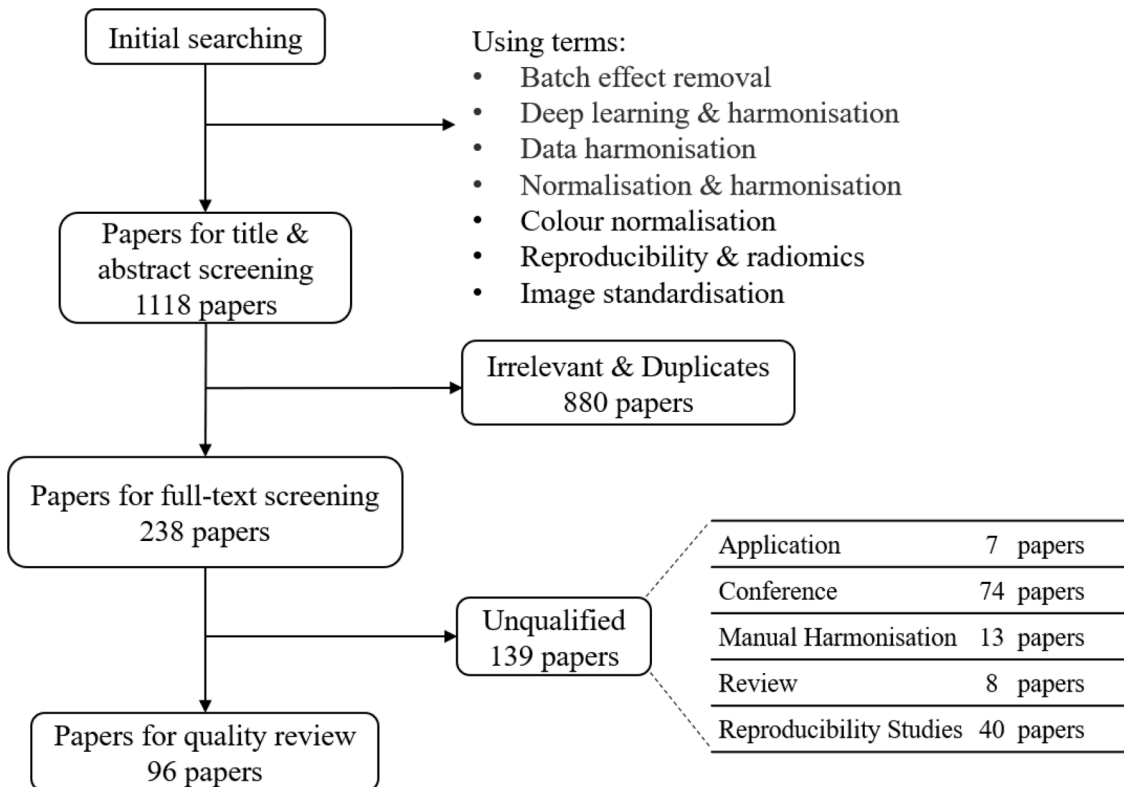 Initial searching
Using terms:
• Batch effect removal
• Deep learning & harmonisation
• Data harmonisation
• Normalisation & harmonisation
• Colour normalisation
• Reproducibility & radiomics
• Image standardisation
Papers for title &
abstract screening
1118 papers
Irrelevant & Duplicates
880 papers
Papers for full-text screening
238 papers
Unqualified
139 papers
Application 7 papers
Conference 74 papers
Manual Harmonisation 13 papers
Review 8 papers
Reproducibility Studies 40 papers
Papers for quality review
96 papers